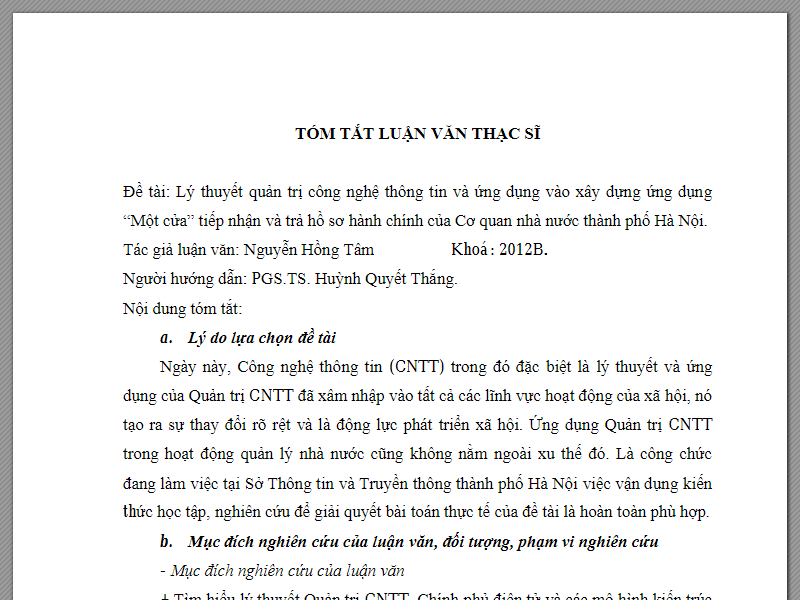 TÓM TẮT LUẬN VĂN THẠC SĨ
Đề tài: Lý thuyết quản trị công nghệ thông tin và ứng dụng vào xây dựng ứng dụng
“Một cửa” tiếp nhận và trả hồ sơ hành chính của Cơ quan nhà nước thành phố Hà Nội.
Tác giả luận văn: Nguyễn Hồng Tâm Khoá: 2012B.
Người hướng dẫn: PGS.TS. Huỳnh Quyết Thắng.
Nội dung tóm tắt:
a. Lý do lựa chọn đề tài
Ngày này, Công nghệ thông tin (CNTT) trong đó đặc biệt là lý thuyết và ứng
dụng của Quản trị CNTT đã xâm nhập vào tất cả các lĩnh vực hoạt động của xã hội, nó
tạo ra sự thay đổi rõ rệt và là động lực phát triển xã hội. Ứng dụng Quản trị CNTT
trong hoạt động quản lý nhà nước cũng không nằm ngoài xu thế đó. Là công chức
đang làm việc tại Sở Thông tin và Truyền thông thành phố Hà Nội việc vận dụng kiến
thức học tập, nghiên cứu để giải quyết bài toán thực tế của đề tài là hoàn toàn phù hợp.
b. Mục đích nghiên cứu của luận văn, đối tượng, phạm vi nghiên cứu
- Mục đích nghiên cứu của luận văn
+ Tìm hiểu lý thuyết Quản trị CNTT, Chính phủ điện tử và các mô hình kiến trúc